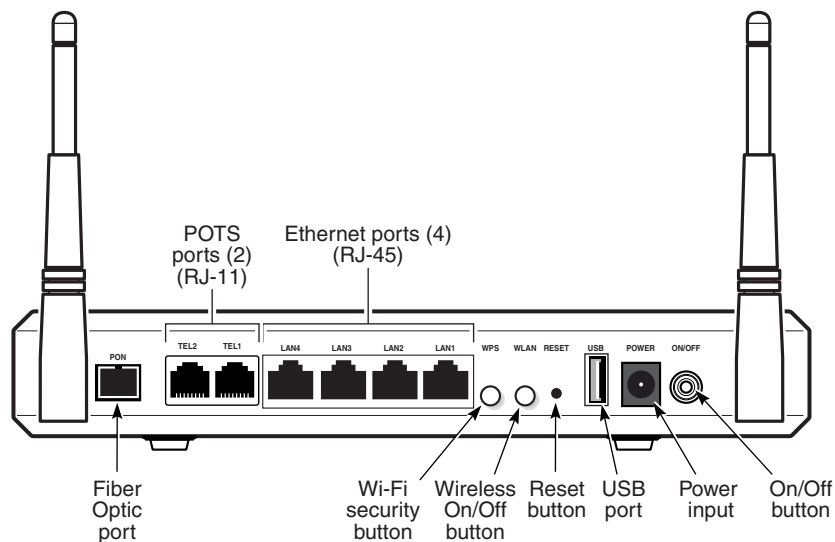 POTS
ports (2)
(RJ-11)
Ethernet ports (4)
(RJ-45)
PON
TEL2
TEL1
LAN4
LAN3
LAN2
LAN1
WPS
WLAN
RESET
USB
POWER
ON/OFF
Fiber
Optic
port
Wi-Fi
security
button
Wireless
On/Off
button
Reset
button
USB
port
Power
input
On/Off
button